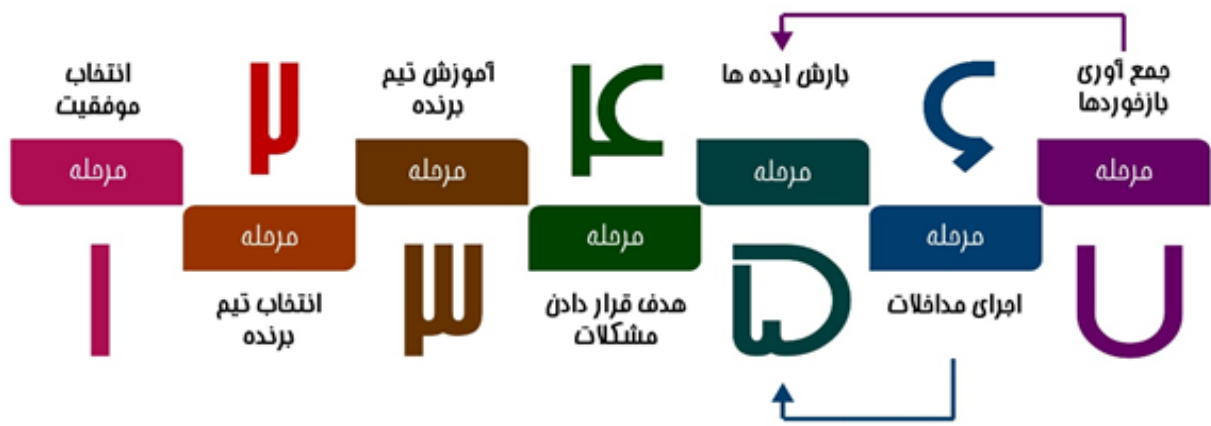 انتخاب
موفقیت
مرحله
۱
۲
مرحله
انتخاب تیم
برنده
آموزش تیم
برنده
مرحله
۳
۴
مرحله
هدف قرار دادن
مشکلات
بارش ایده ها
مرحله
۵
۶
مرحله
اجرای مداخلات
جمع آوری
بازخوردها
مرحله
۷